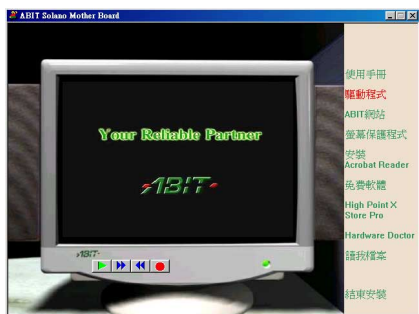 ABIT Solano Mother Board
Your Reliable Partner
ABIT
ABIT
使用手冊
驅動程式
ABIT網站
螢幕保護程式
安裝
Acrobat Reader
免費軟體
High Point X
Store Pro
Hardware Doctor
讀我檔案
結束安裝